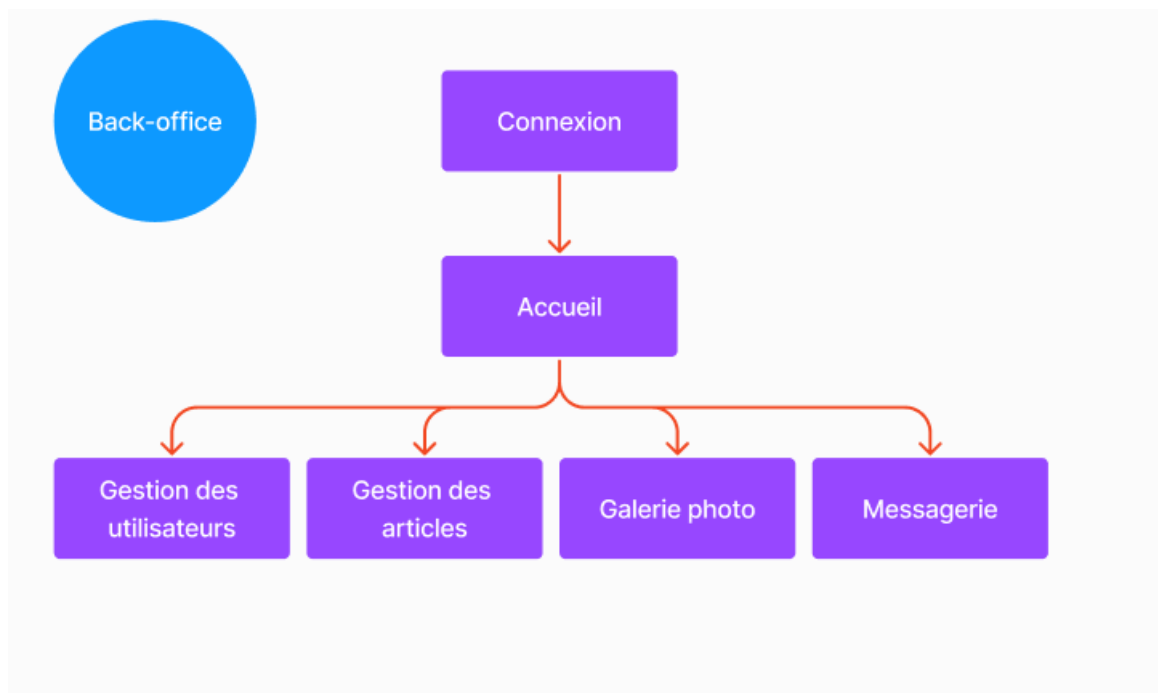 Back-office
Connexion
Accueil
Gestion des
utilisateurs
Gestion des
articles
Galerie photo
Messagerie